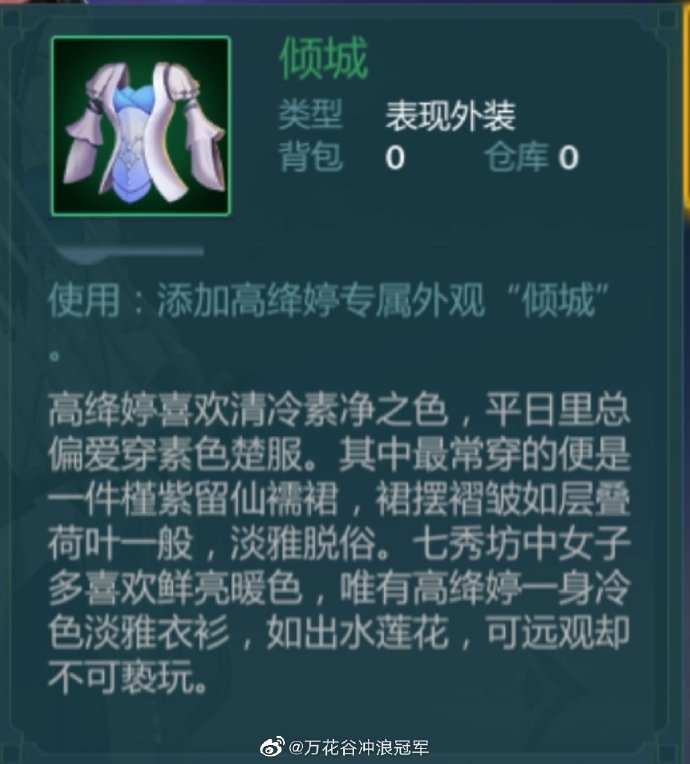 倾城
类型 表现外装
背包 0 仓库 0
使用：添加高绛婷专属外观“倾城”
。
高绛婷喜欢清冷素净之色，平日里总
偏爱穿素色楚服。其中最常穿的便是
一件槿紫留仙襦裙，裙摆褶皱如层叠
荷叶一般，淡雅脱俗。七秀坊中女子
多喜欢鲜亮暖色，唯有高绛婷一身冷
色淡雅衣衫，如出水莲花，可远观却
不可亵玩。
@万花谷冲浪冠军